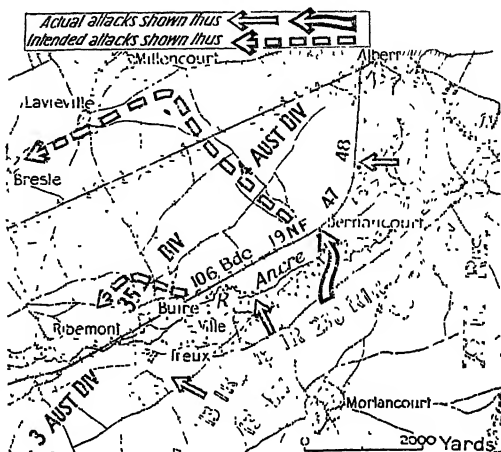 Actual attacks shown thus
Intended attacks shown thus
Millencourt
Albert
Lavieville
AUST DIV
48
Bresle
47
Dernancourt
DIV
19 NF
106 Bde
Ancre
35
Buire
R
Ribemont
Ville
Treux
3 AUST DIV
Morlancourt
0 2000 Yards